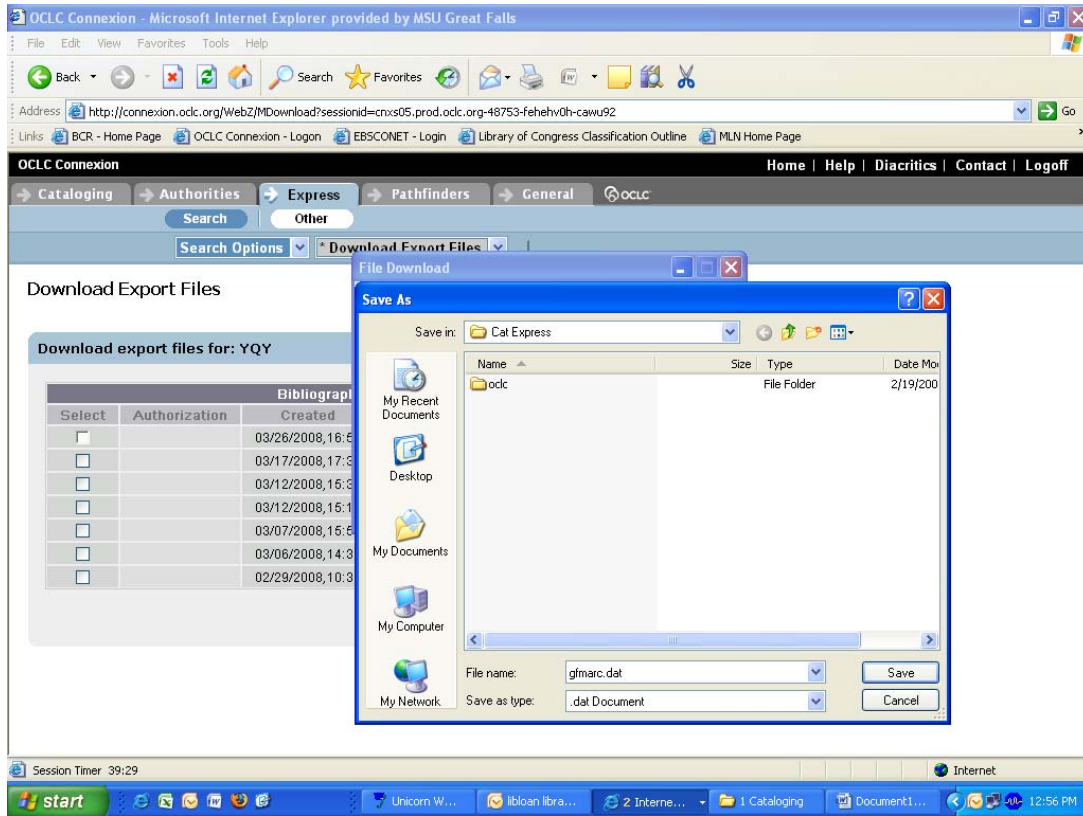 OCLC Connexion - Microsoft Internet Explorer provided by MSU Great Falls
File Edit View Favorites Tools Help
Back Search Favorites
Address http://connexion.oclc.org/WebZ/MDownload?sessionid=cnxs05.prod.oclc.org-48753-fehehv0h-cawu92 Go
Links BCR - Home Page OCLC Connexion - Logon EBSCONET - Login Library of Congress Classification Outline MLN Home Page
OCLC Connexion Home | Help | Diacritics | Contact | Logoff
Cataloging Authorities Express Pathfinders General OCLC
Search Other
Search Options * Download Export Files
File Download
Download Export Files
Save As
Save in: Cat Express
Download export files for: YQY
Name Size Type Date Mo
oclc File Folder 2/19/200
Bibliograp
Select Authorization Created
My Recent
Documents
03/26/2008,16:5
03/17/2008,17:3
03/12/2008,15:3
03/12/2008,15:1
03/07/2008,15:5
03/06/2008,14:3
02/29/2008,10:3
Desktop
My Documents
My Computer
My Network
File name: gfmarc.dat Save
Save as type: .dat Document Cancel
Session Timer 39:29 Internet
start Unicorn W... libloan libra... 2 Interne... 1 Cataloging Document1... 12:56 PM